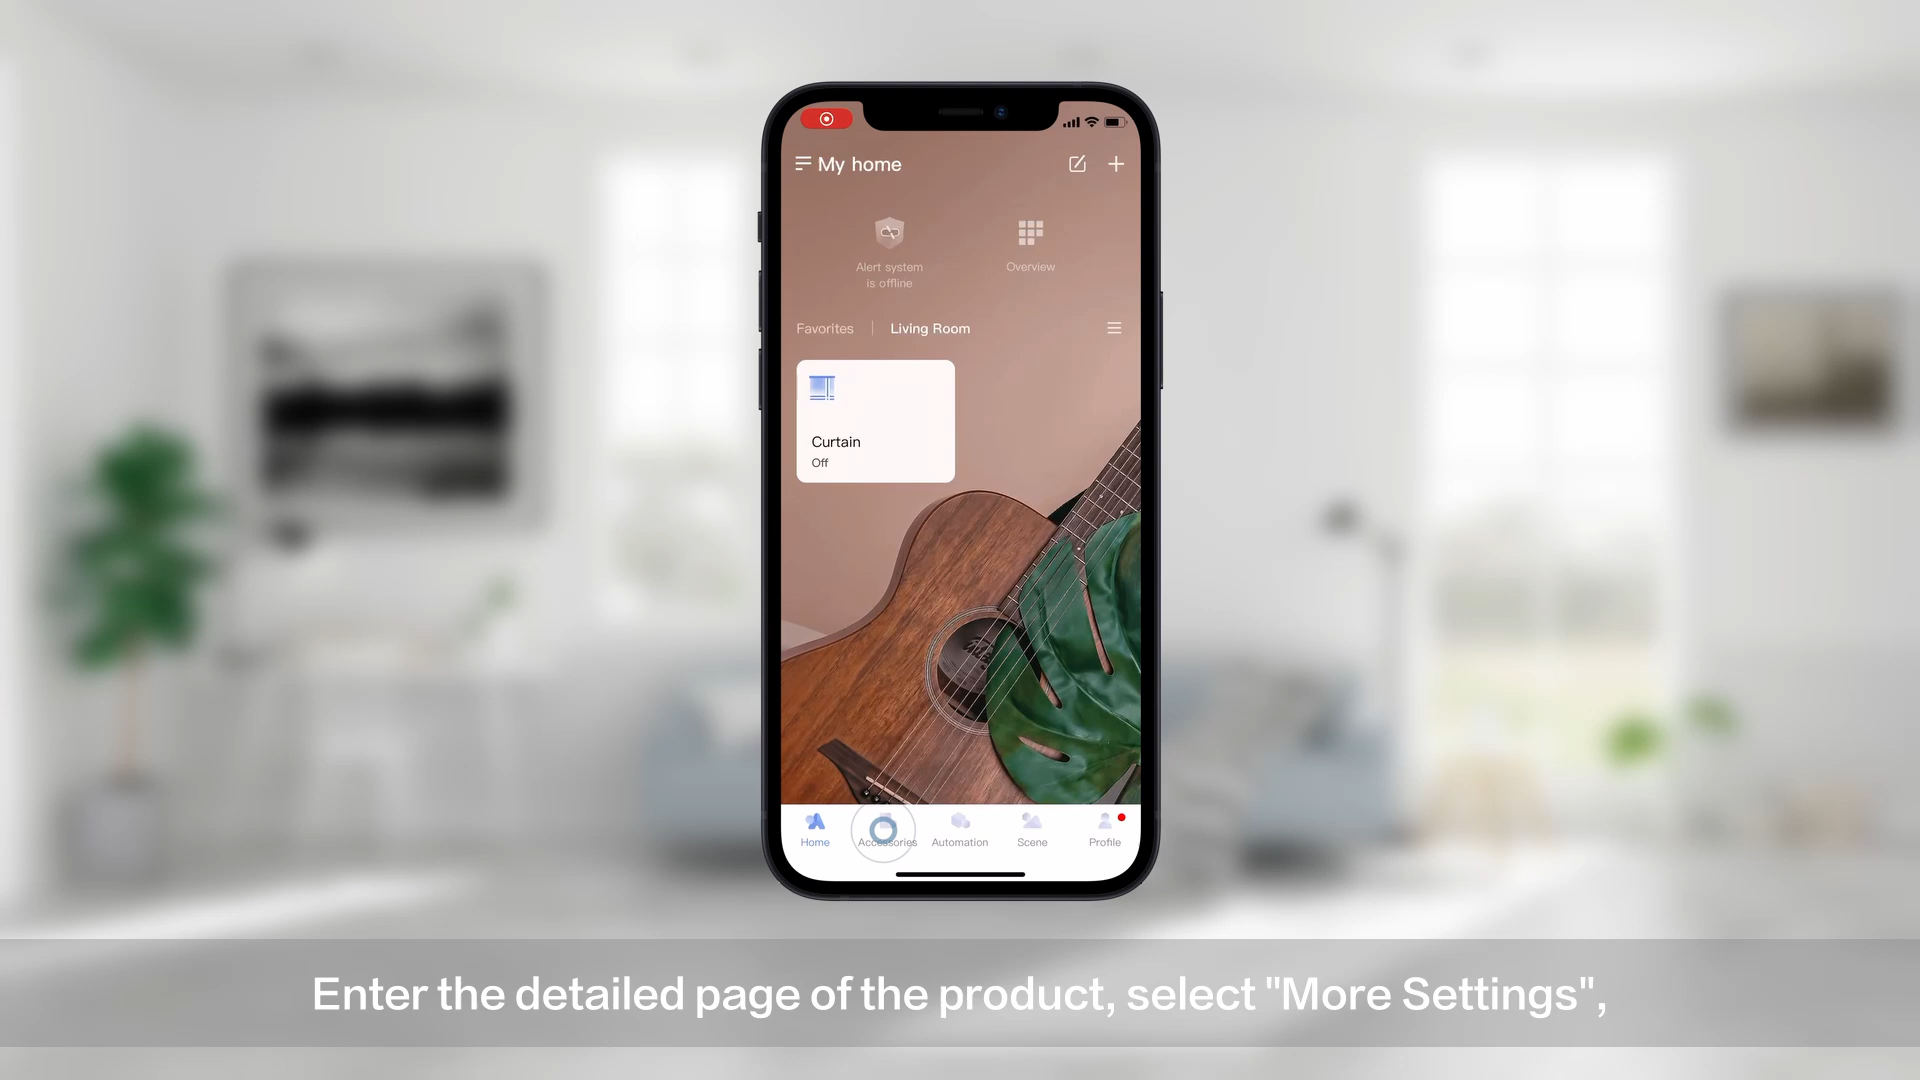 My home
Alert system
is offline
Overview
Favorites
Living Room
Curtain
Off
Home
Accessories
Automation
Scene
Profile
Enter the detailed page of the product, select "More Settings",